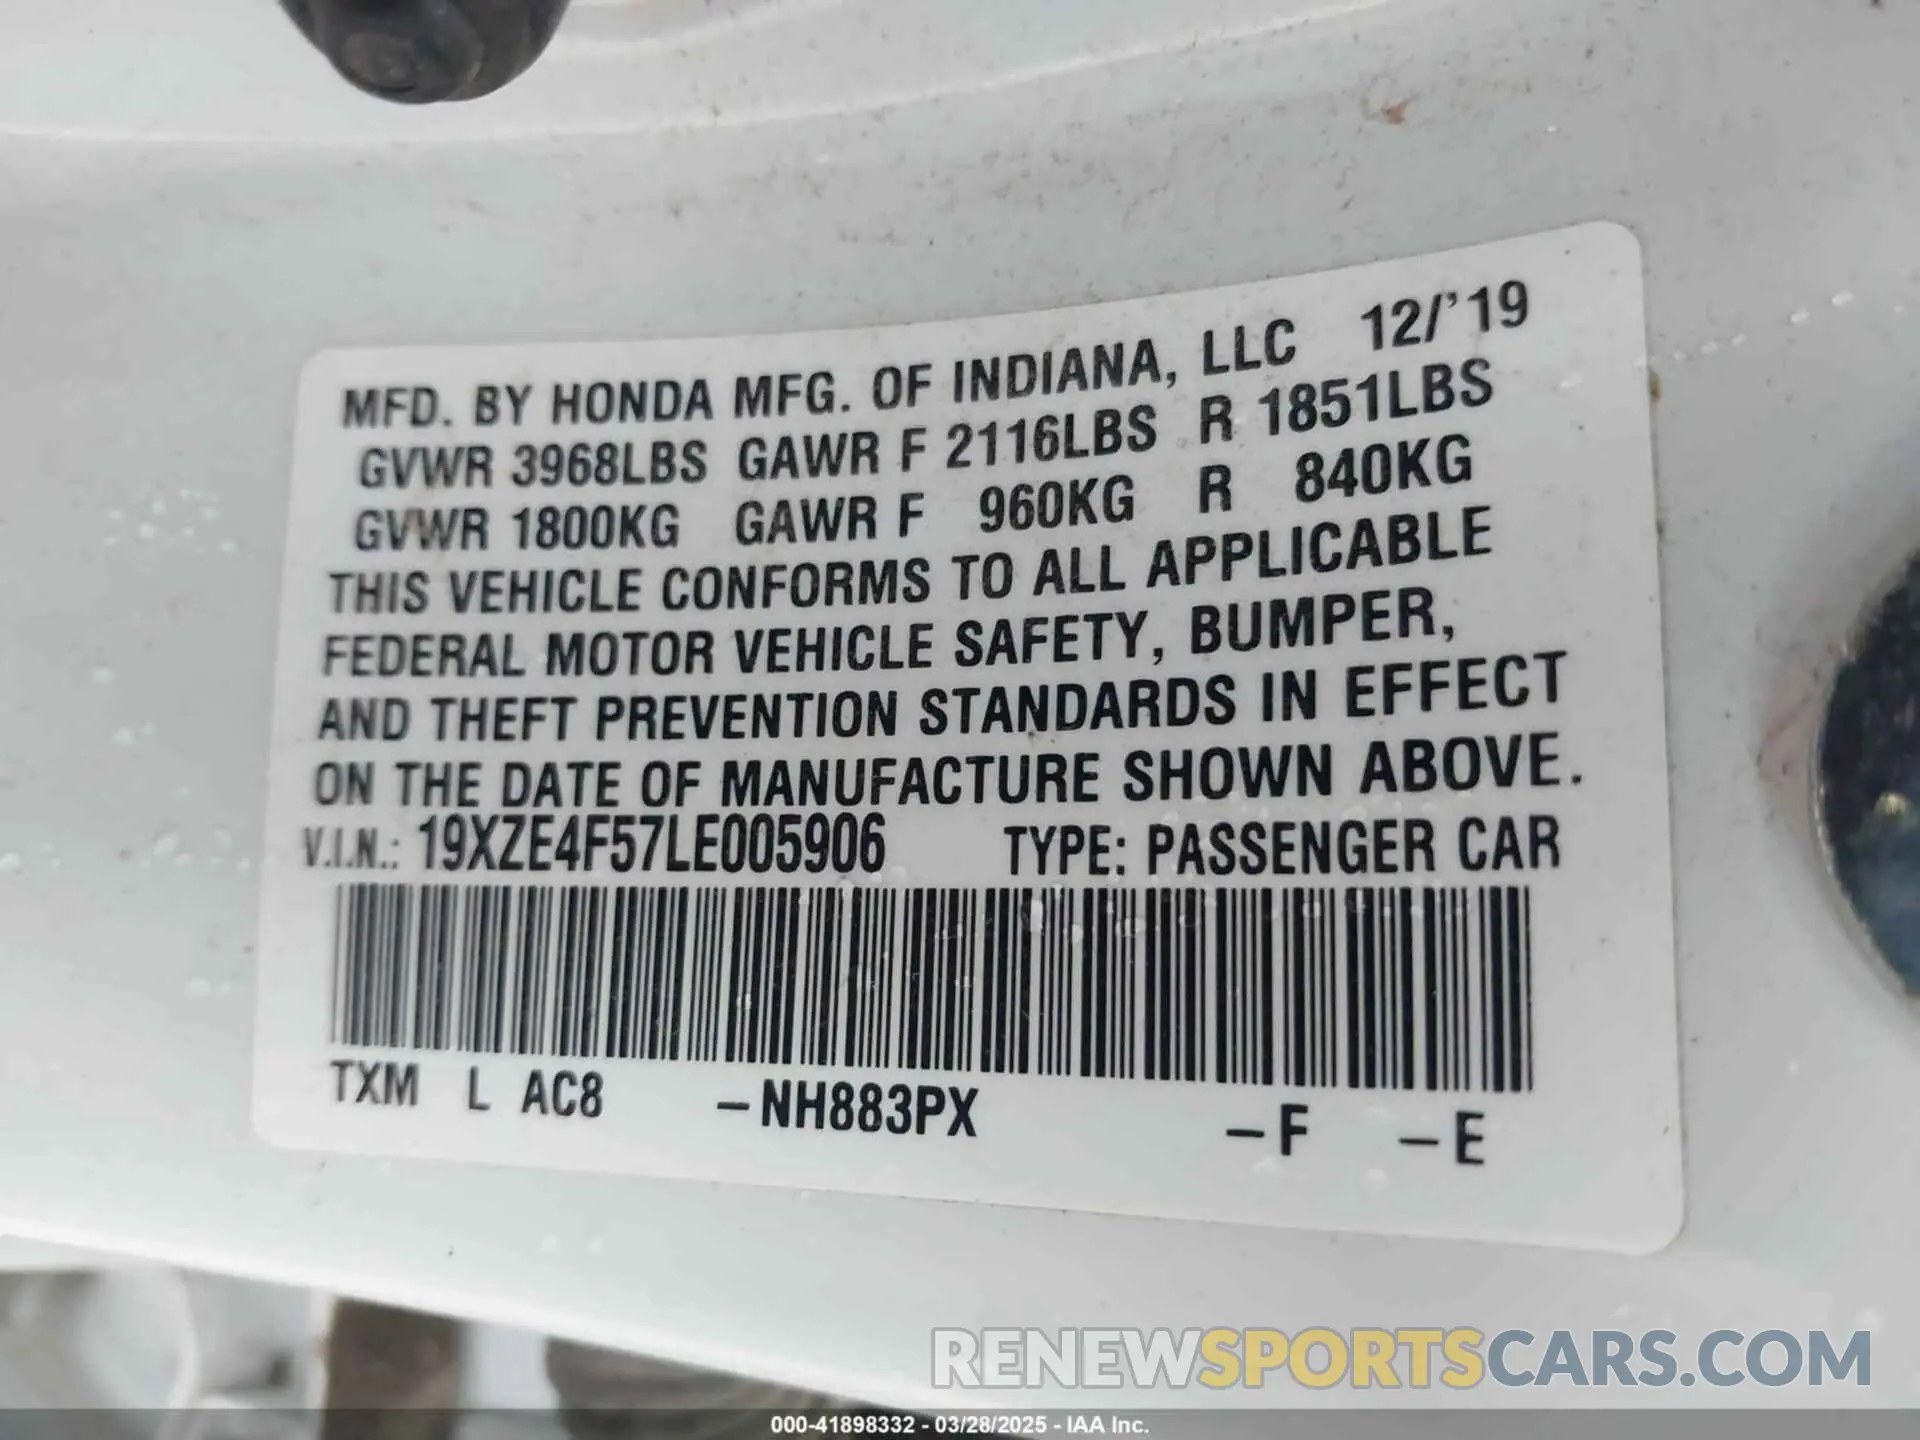 MFD. BY HONDA MFG. OF INDIANA, LLC 12/'19
GVWR 3968LBS GAWR F 2116LBS R 1851LBS
GVWR 1800KG GAWR F 960KG R 840KG
THIS VEHICLE CONFORMS TO ALL APPLICABLE
FEDERAL MOTOR VEHICLE SAFETY, BUMPER,
AND THEFT PREVENTION STANDARDS IN EFFECT
ON THE DATE OF MANUFACTURE SHOWN ABOVE.
V.I.N.: 19XZE4F57LE005906 TYPE: PASSENGER CAR
TXM L AC8 –NH883PX –F –E
RENEWSPORTSCARS.COM
000-41898332 - 03/28/2025 - IAA Inc.